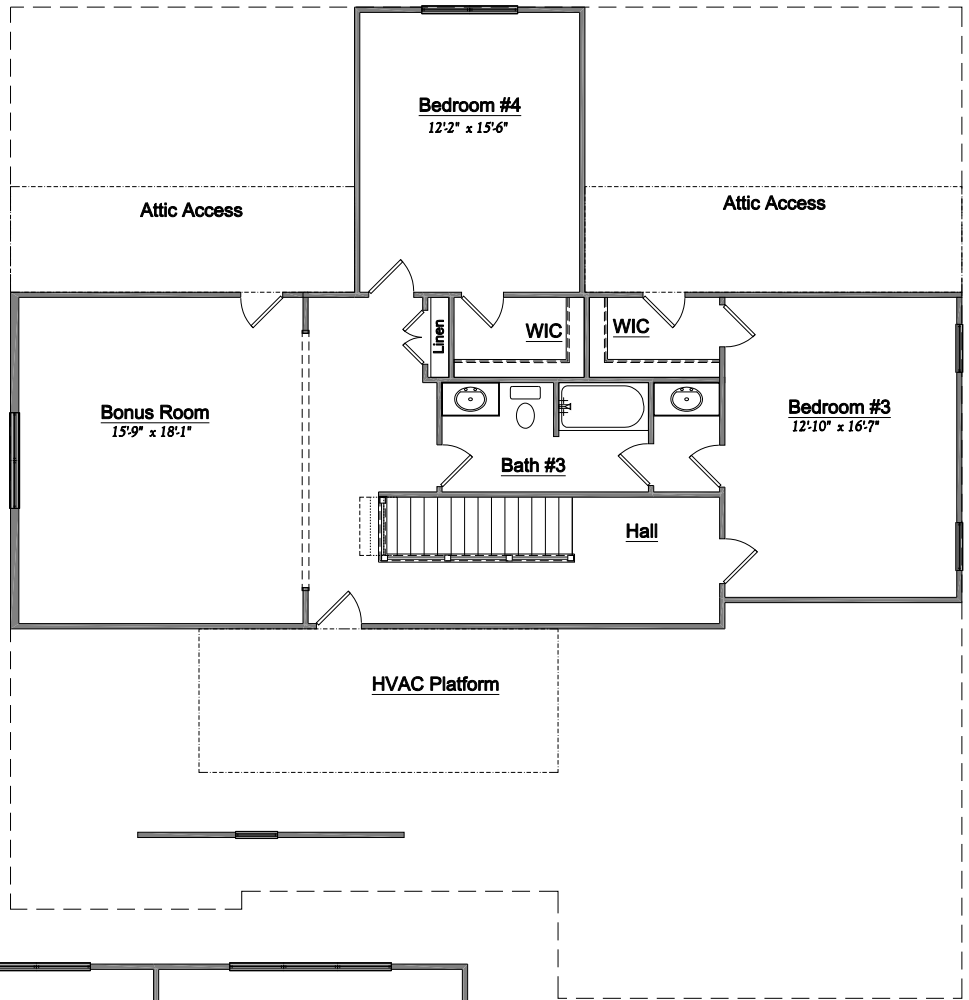 Bedroom #4
12'-2" x 15'-6"
Attic Access
Attic Access
Linen
WIC
WIC
Bonus Room
15'-9" x 18'-1"
Bedroom #3
12'-10" x 16'-7"
Bath #3
Hall
HVAC Platform